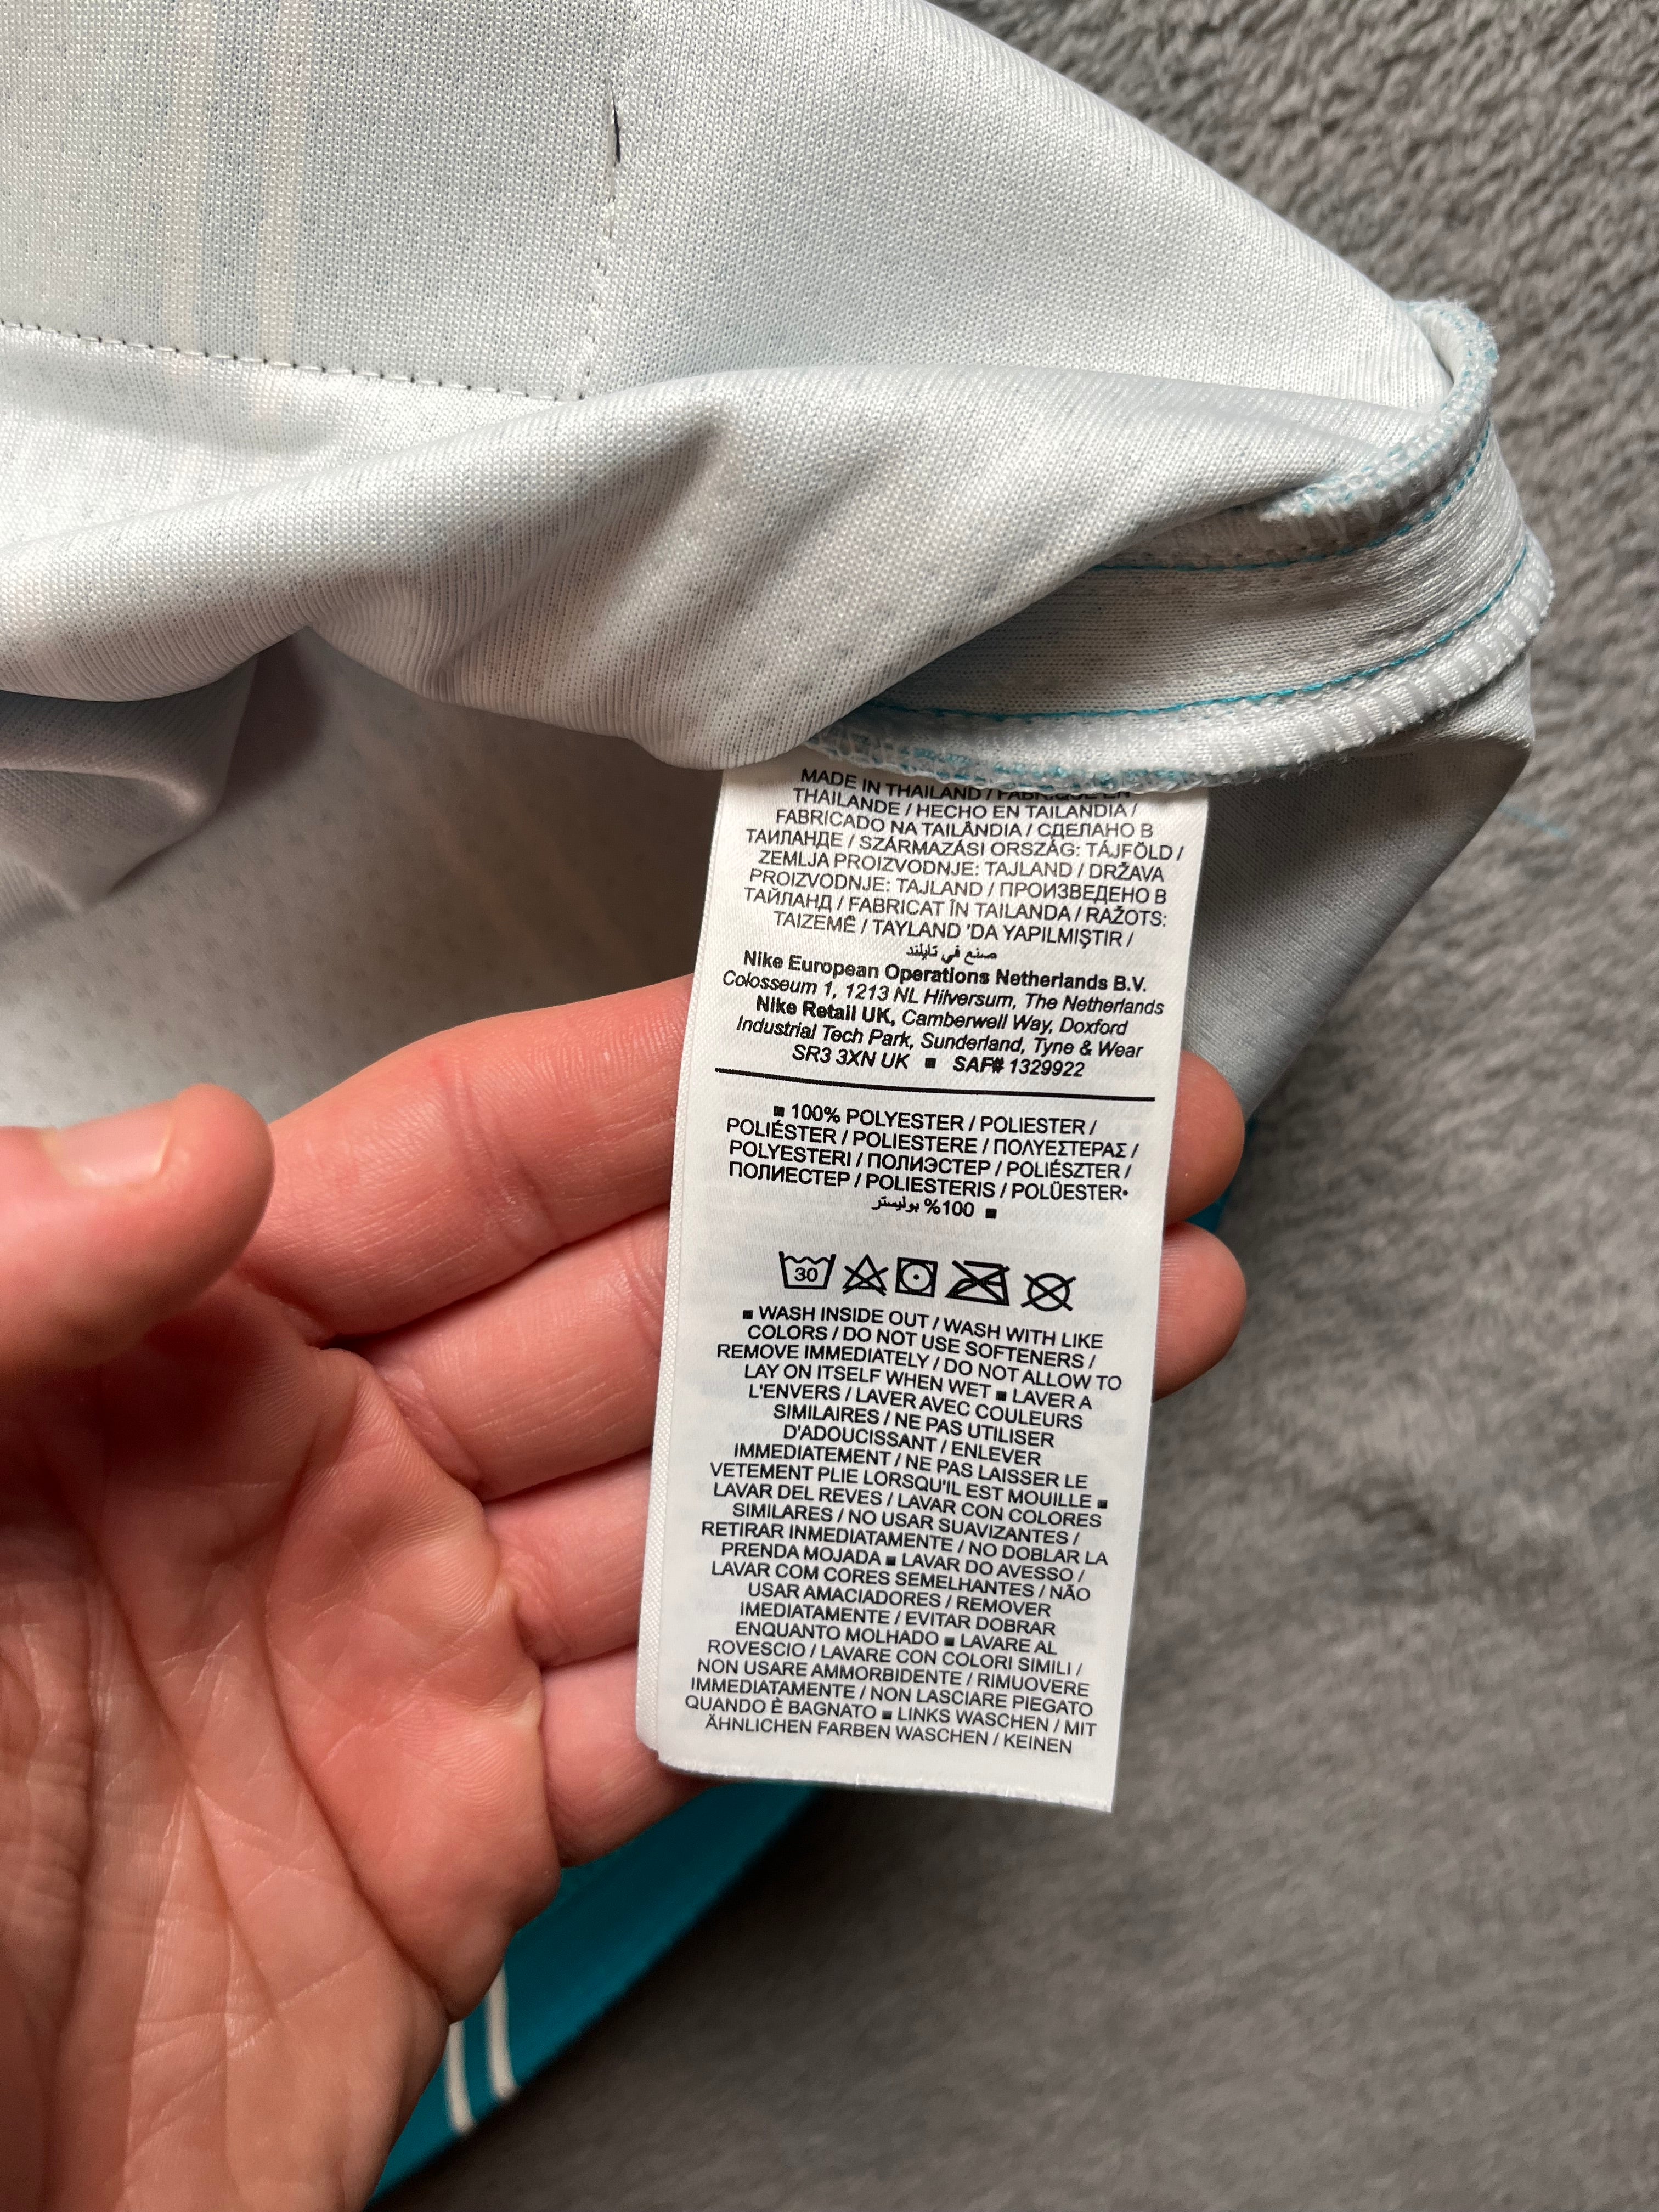 MADE IN THAILAND / FABRIQUE EN
THAILANDE / HECHO EN TAILANDIA /
FABRICADO NA TAILÂNDIA / СДЕЛАНО В
ТАИЛАНДЕ / SZÁRMAZÁSI ORSZÁG: TÁJFÖLD /
ZEMLJA PROIZVODNJE: TAJLAND / DRŽAVA
PROIZVODNJE: TAJLAND / ПРОИЗВЕДЕНО В
ТАЙЛАНД / FABRICAT ÎN TAILANDA / RAŽOTS:
TAIZEMĒ / TAYLAND 'DA YAPILMIŞTIR /
صنع في تايلند
Nike European Operations Netherlands B.V.
Colosseum 1, 1213 NL Hilversum, The Netherlands
Nike Retail UK, Camberwell Way, Doxford
Industrial Tech Park, Sunderland, Tyne & Wear
SR3 3XN UK ■ SAF# 1329922
■ 100% POLYESTER / POLIESTER /
POLIÉSTER / POLIESTERE / ΠΟΛΥΕΣΤΕΡΑΣ /
POLYESTERI / ПОЛИЭСТЕР / POLIÉSZTER /
ПОЛИЕСТЕР / POLIESTERIS / POLÜESTER•
100% بوليستر ■
30
■ WASH INSIDE OUT / WASH WITH LIKE
COLORS / DO NOT USE SOFTENERS /
REMOVE IMMEDIATELY / DO NOT ALLOW TO
LAY ON ITSELF WHEN WET ■ LAVER A
L'ENVERS / LAVER AVEC COULEURS
SIMILAIRES / NE PAS UTILISER
D'ADOUCISSANT / ENLEVER
IMMEDIATEMENT / NE PAS LAISSER LE
VETEMENT PLIE LORSQU'IL EST MOUILLE ■
LAVAR DEL REVES / LAVAR CON COLORES
SIMILARES / NO USAR SUAVIZANTES /
RETIRAR INMEDIATAMENTE / NO DOBLAR LA
PRENDA MOJADA ■ LAVAR DO AVESSO /
LAVAR COM CORES SEMELHANTES / NÃO
USAR AMACIADORES / REMOVER
IMEDIATAMENTE / EVITAR DOBRAR
ENQUANTO MOLHADO ■ LAVARE AL
ROVESCIO / LAVARE CON COLORI SIMILI /
NON USARE AMMORBIDENTE / RIMUOVERE
IMMEDIATAMENTE / NON LASCIARE PIEGATO
QUANDO È BAGNATO ■ LINKS WASCHEN / MIT
ÄHNLICHEN FARBEN WASCHEN / KEINEN